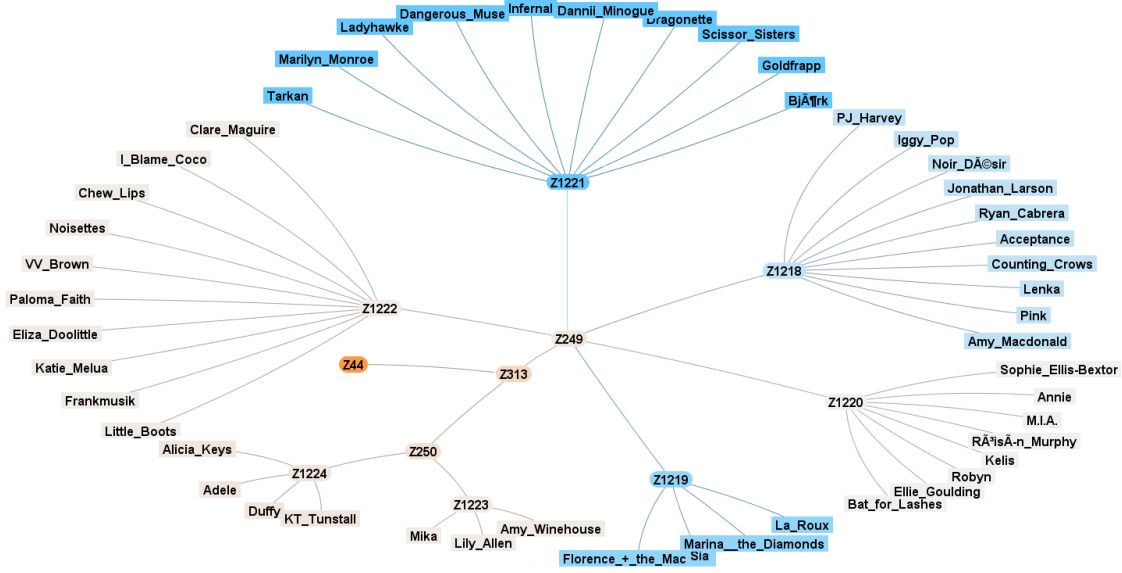 Infernal
Dangerous_Muse
Dannii_Minogue
Dragonette
Ladyhawke
Scissor_Sisters
Marilyn_Monroe
Goldfrapp
Tarkan
BjÃ¶rk
PJ_Harvey
Clare_Maguire
Iggy_Pop
I_Blame_Coco
Noir_DÃ©sir
Z1221
Jonathan_Larson
Chew_Lips
Ryan_Cabrera
Noisettes
Acceptance
VV_Brown
Counting_Crows
Z1218
Lenka
Paloma_Faith
Z1222
Pink
Eliza_Doolittle
Z249
Amy_Macdonald
Katie_Melua
Z44
Z313
Sophie_Ellis-Bextor
Frankmusik
Annie
Z1220
M.I.A.
Little_Boots
RÃ³isÃ-n_Murphy
Alicia_Keys
Z250
Kelis
Z1224
Robyn
Z1219
Adele
Ellie_Goulding
Bat_for_Lashes
Z1223
Duffy
KT_Tunstall
La_Roux
Amy_Winehouse
Mika
Lily_Allen
Marina__the_Diamonds
Florence_+_the_Mac
Sia